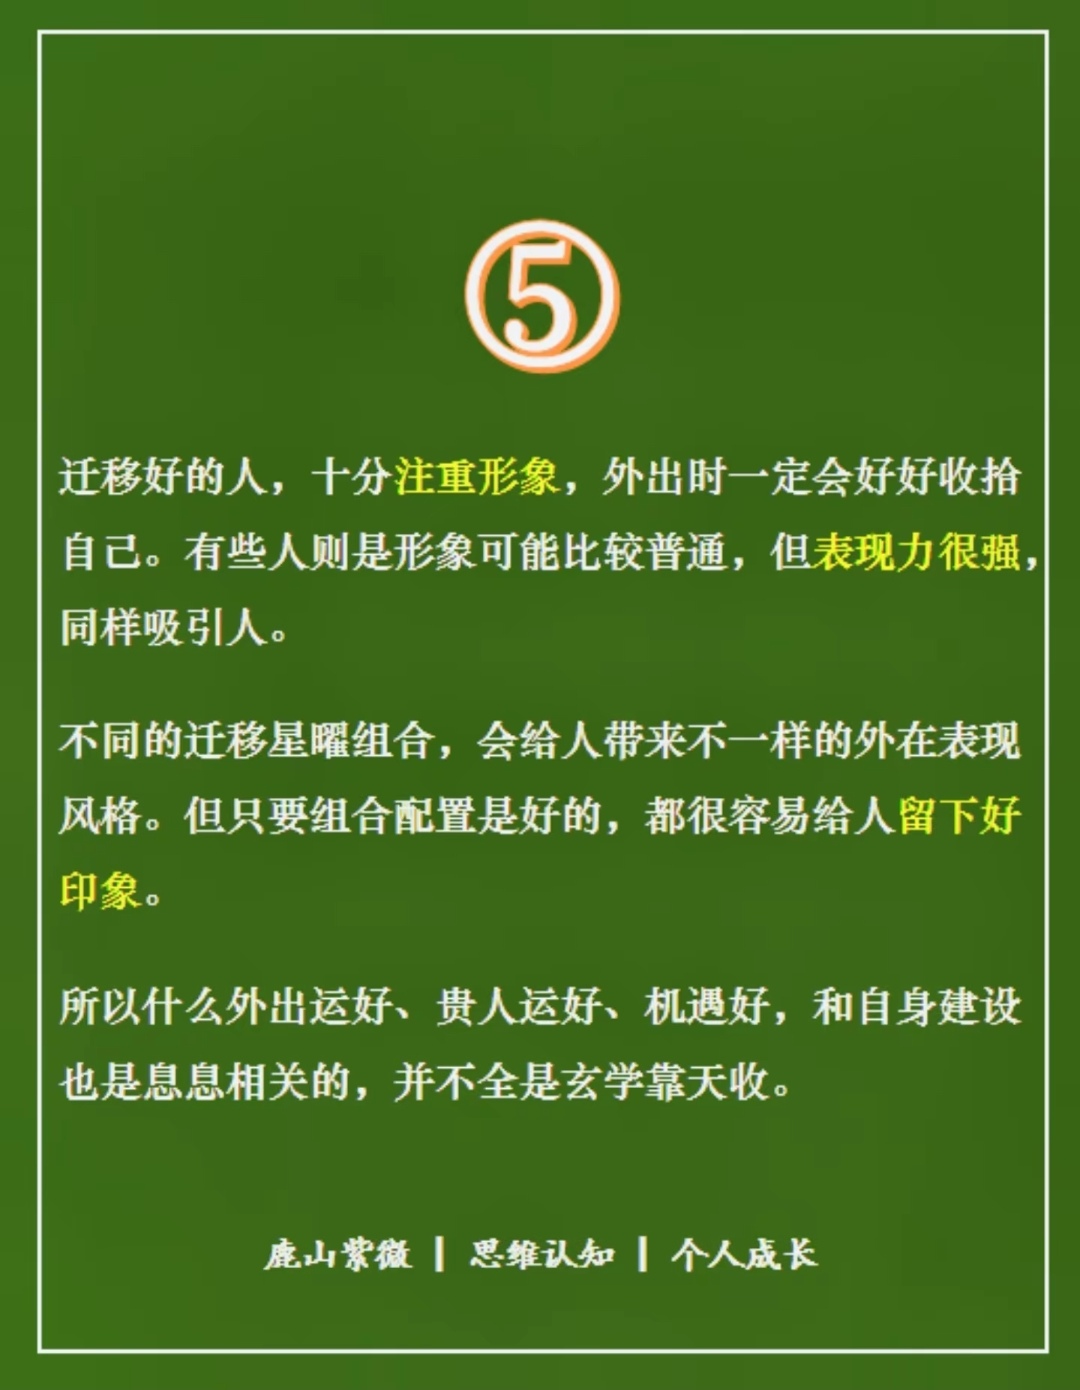 ⑤
迁移好的人，十分注重形象，外出时一定会好好收拾
自己。有些人则是形象可能比较普通，但表现力很强，
同样吸引人。
不同的迁移星曜组合，会给人带来不一样的外在表现
风格。但只要组合配置是好的，都很容易给人留下好
印象。
所以什么外出运好、贵人运好、机遇好，和自身建设
也是息息相关的，并不全是玄学靠天收。
鹿山紫微 | 思维认知 | 个人成长